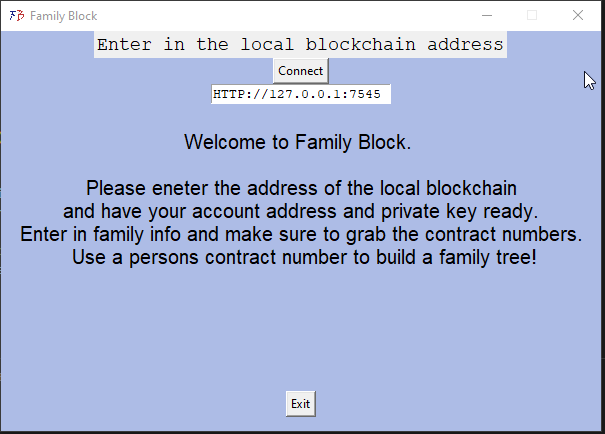 FB Family Block
Enter in the local blockchain address
Connect
HTTP://127.0.0.1:7545
Welcome to Family Block.
Please eneter the address of the local blockchain
and have your account address and private key ready.
Enter in family info and make sure to grab the contract numbers.
Use a persons contract number to build a family tree!
Exit